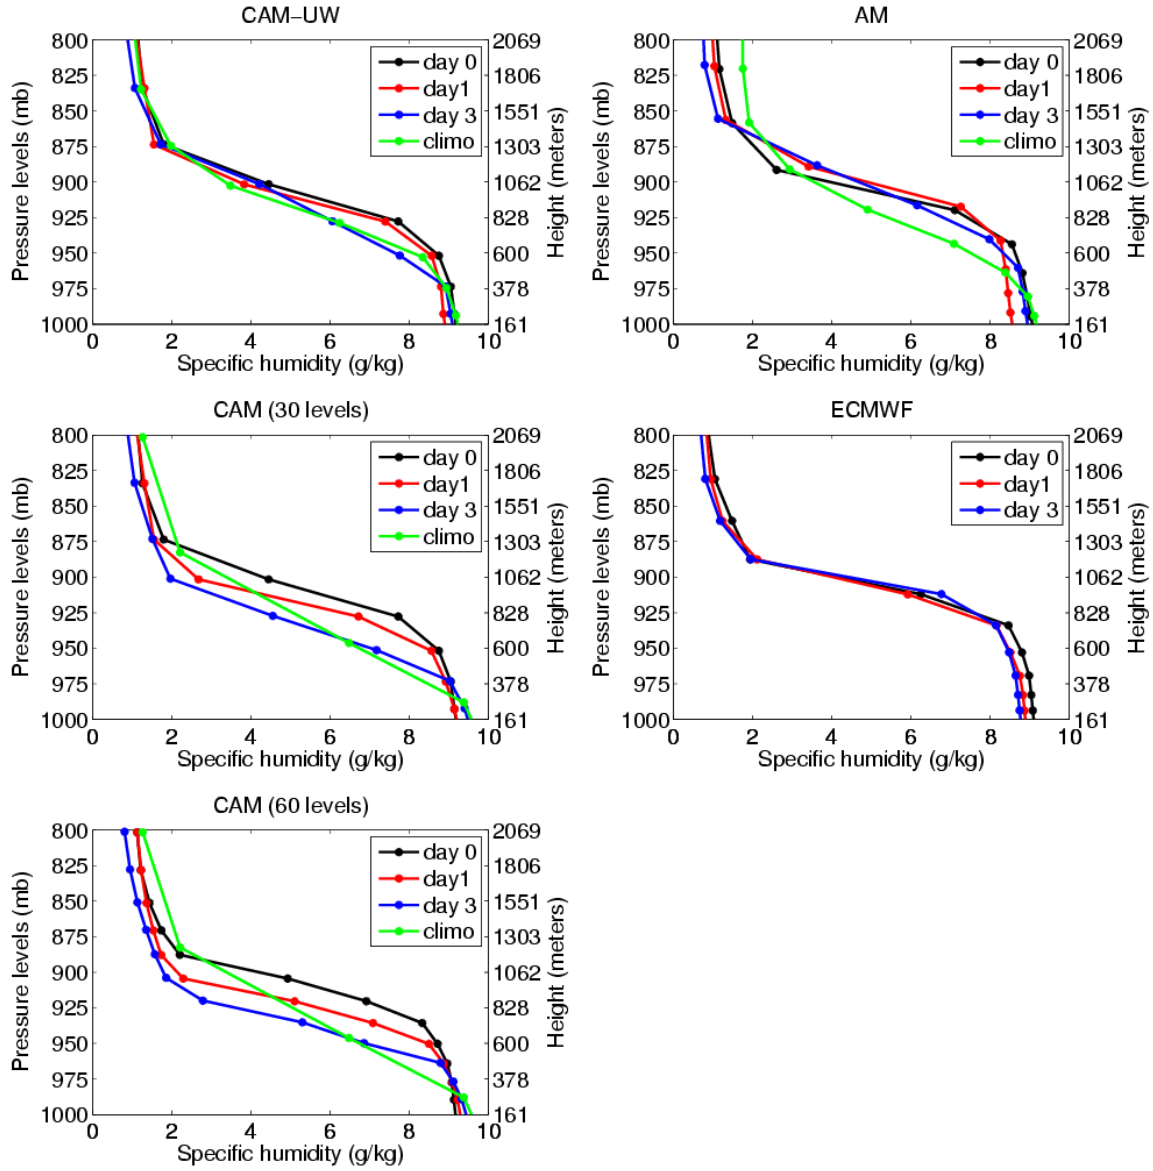 CAM−UW
800
825
850
875
900
925
950
975
1000
Pressure levels (mb)
0 2 4 6 8 10
Specific humidity (g/kg)
2069
1806
1551
1303
1062
828
600
378
161
Height (meters)
day 0
day1
day 3
climo
AM
800
825
850
875
900
925
950
975
1000
Pressure levels (mb)
0 2 4 6 8 10
Specific humidity (g/kg)
2069
1806
1551
1303
1062
828
600
378
161
Height (meters)
day 0
day1
day 3
climo
CAM (30 levels)
800
825
850
875
900
925
950
975
1000
Pressure levels (mb)
0 2 4 6 8 10
Specific humidity (g/kg)
2069
1806
1551
1303
1062
828
600
378
161
Height (meters)
day 0
day1
day 3
climo
ECMWF
800
825
850
875
900
925
950
975
1000
Pressure levels (mb)
0 2 4 6 8 10
Specific humidity (g/kg)
2069
1806
1551
1303
1062
828
600
378
161
Height (meters)
day 0
day1
day 3
CAM (60 levels)
800
825
850
875
900
925
950
975
1000
Pressure levels (mb)
0 2 4 6 8 10
Specific humidity (g/kg)
2069
1806
1551
1303
1062
828
600
378
161
Height (meters)
day 0
day1
day 3
climo